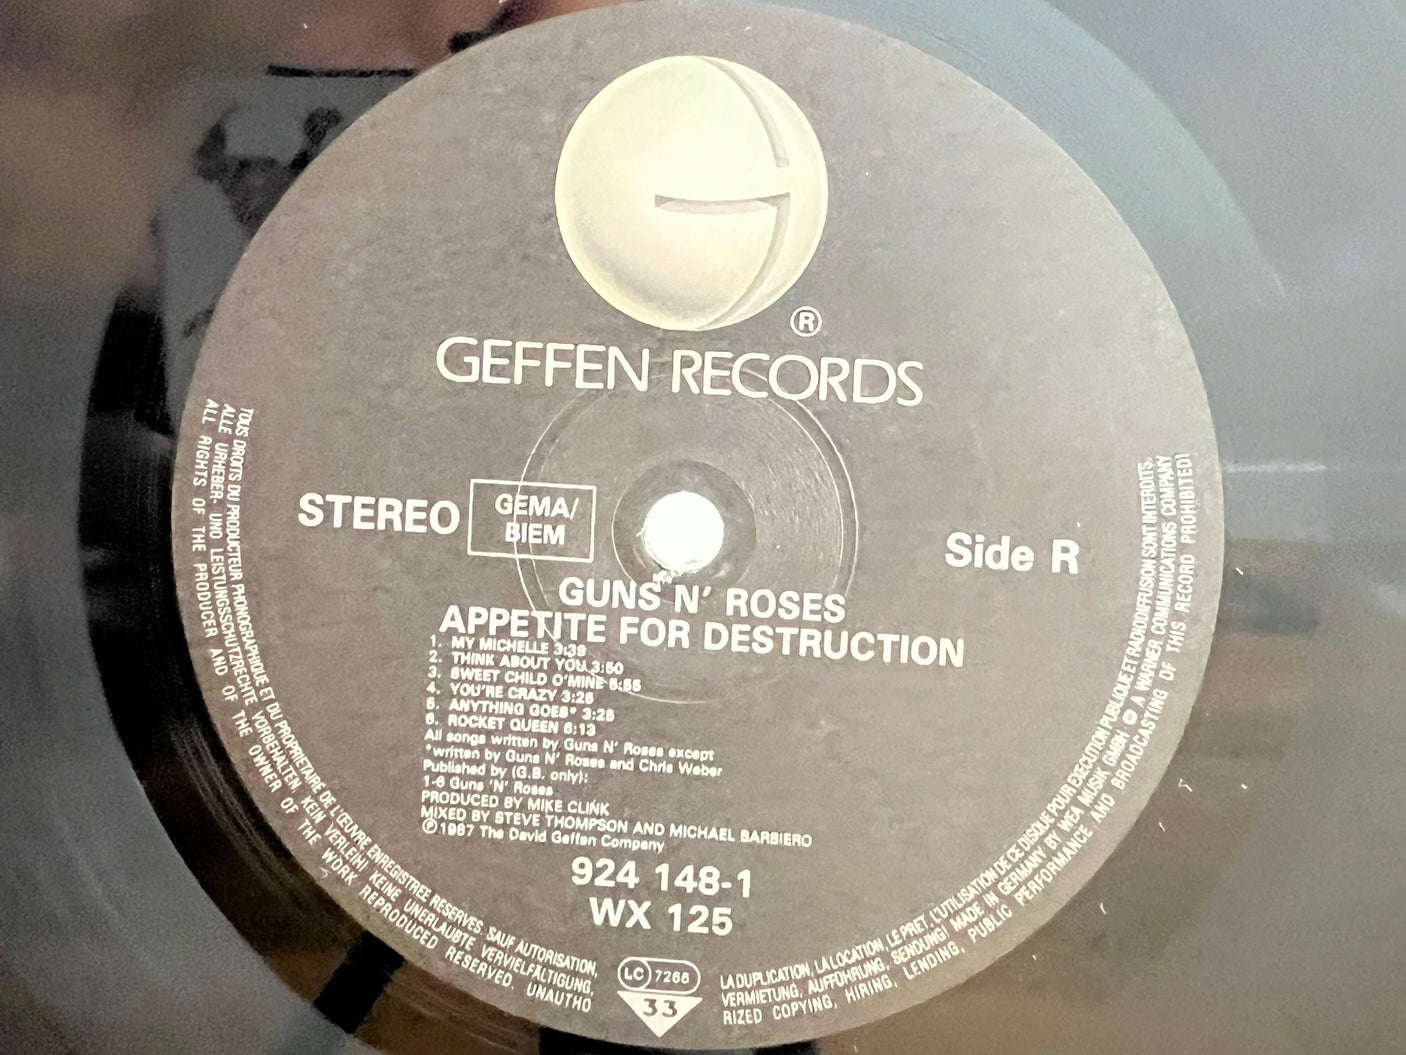 ®
GEFFEN RECORDS
STEREO
GEMA/
BIEM
Side R
GUNS N' ROSES
APPETITE FOR DESTRUCTION
1. MY MICHELLE 3:39
2. THINK ABOUT YOU 3:50
3. SWEET CHILD O'MINE 5:55
4. YOU'RE CRAZY 3:25
5. ANYTHING GOES* 3:25
6. ROCKET QUEEN 6:13
All songs written by Guns N' Roses except
*written by Guns N' Roses and Chris Weber
Published by (G.B. only):
1-6 Guns 'N' Roses
PRODUCED BY MIKE CLINK
MIXED BY STEVE THOMPSON AND MICHAEL BARBIERO
℗1987 The David Geffen Company
924 148-1
WX 125
LC 7266
33
TOUS DROITS DU PRODUCTEUR PHONOGRAPHIQUE ET DU PROPRIETAIRE DE L'ŒUVRE ENREGISTREE RESERVES. SAUF AUTORISATION, LA DUPLICATION, LA LOCATION, LE PRET, L'UTILISATION DE CE DISQUE POUR EXECUTION PUBLIQUE ET RADIODIFFUSION SONT INTERDITS.
ALLE URHEBER- UND LEISTUNGSSCHUTZRECHTE VORBEHALTEN. KEIN VERLEIH! KEINE UNERLAUBTE VERVIELFÄLTIGUNG, VERMIETUNG, AUFFÜHRUNG, SENDUNG! MADE IN GERMANY BY WEA MUSIK GMBH A WARNER COMMUNICATIONS COMPANY
ALL RIGHTS OF THE PRODUCER AND OF THE OWNER OF THE WORK REPRODUCED RESERVED. UNAUTHORIZED COPYING, HIRING, LENDING, PUBLIC PERFORMANCE AND BROADCASTING OF THIS RECORD PROHIBITED!